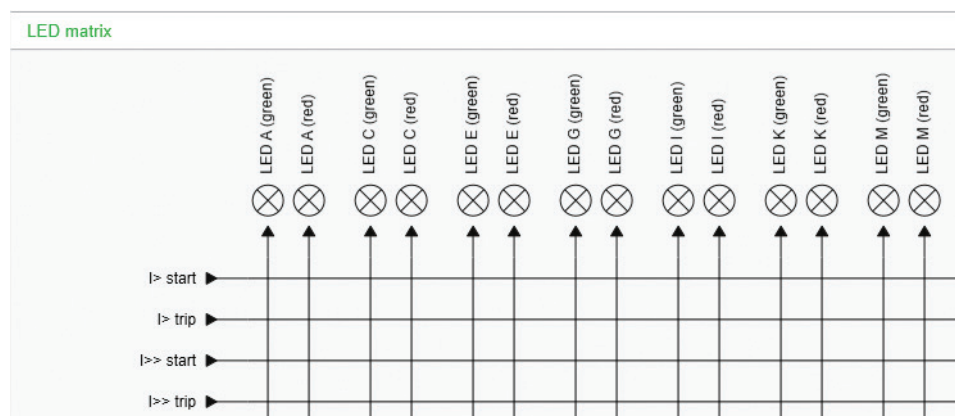 LED matrix
LED A (green)
LED A (red)
LED C (green)
LED C (red)
LED E (green)
LED E (red)
LED G (green)
LED G (red)
LED I (green)
LED I (red)
LED K (green)
LED K (red)
LED M (green)
LED M (red)
I> start
I> trip
I>> start
I>> trip